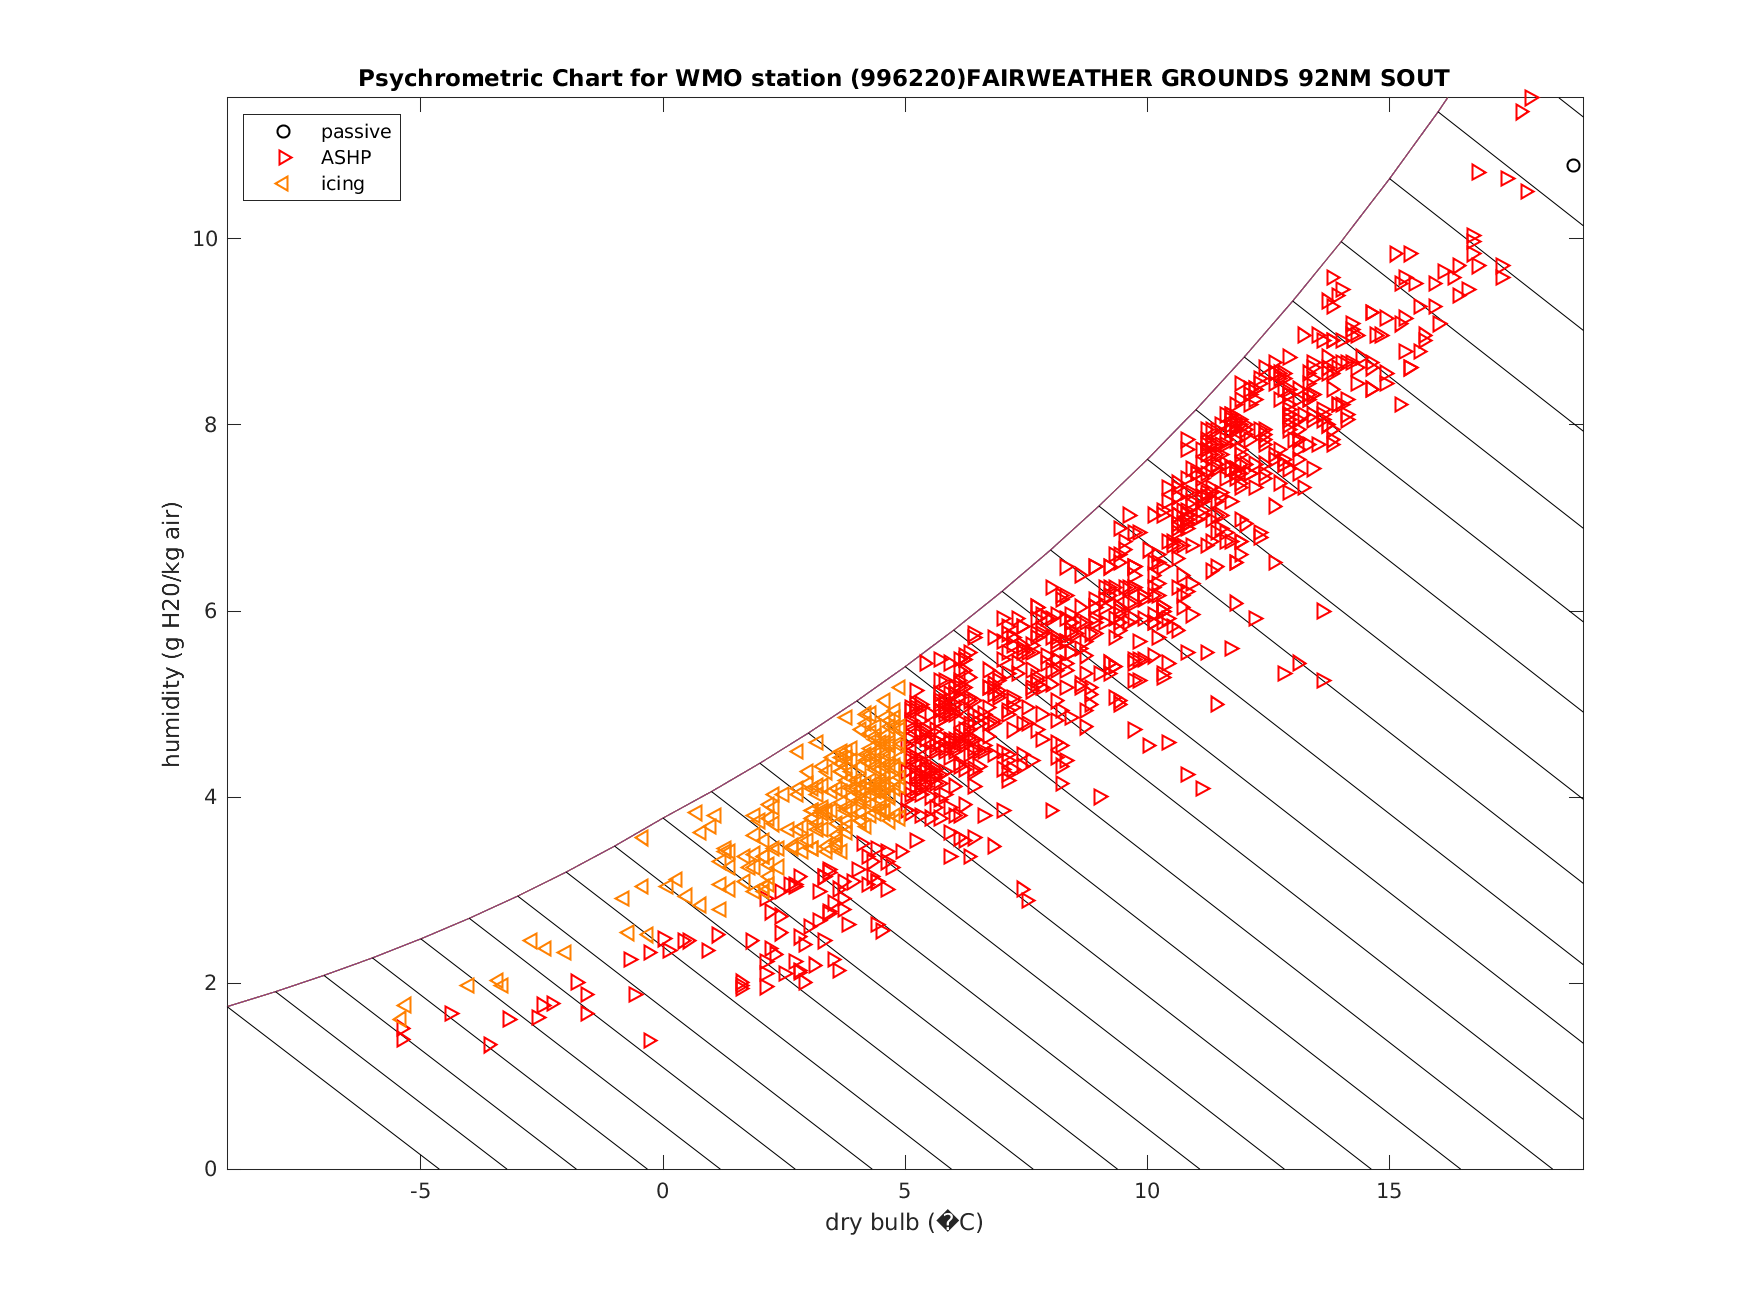 Psychrometric Chart for WMO station (996220)FAIRWEATHER GROUNDS 92NM SOUT
passive
ASHP
icing
10
8
6
4
2
0
humidity (g H20/kg air)
-5
0
5
10
15
dry bulb (�C)